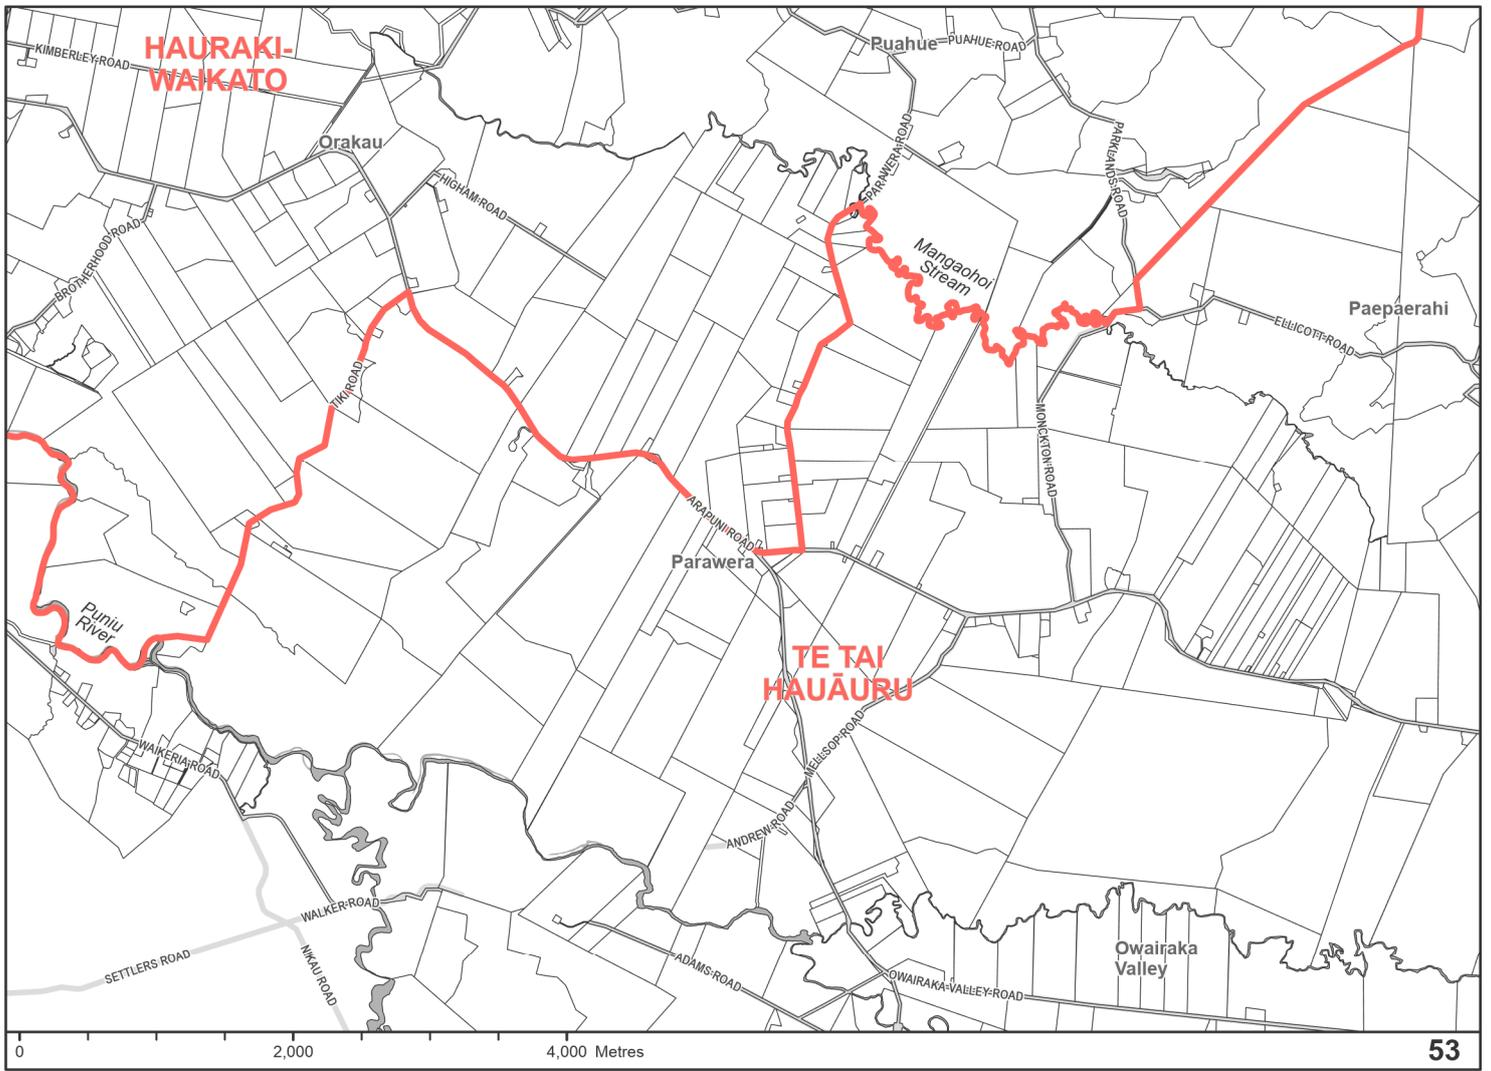 HAURAKI-
WAIKATO
KIMBERLEY ROAD
Puahue
PUAHUE ROAD
Orakau
PARAWERA ROAD
PARKLANDS ROAD
HIGHAM ROAD
BROTHERHOOD ROAD
Mangaohoi
Stream
Paepaerahi
ELLICOTT ROAD
TIKI ROAD
MONCKTON ROAD
ARAPUNI ROAD
Parawera
Puniu
River
TE TAI
HAUĀURU
MELLSOP ROAD
WAIKERIA ROAD
ANDREW ROAD
WALKER ROAD
SETTLERS ROAD
NIKAU ROAD
ADAMS ROAD
Owairaka
Valley
OWAIRAKA VALLEY ROAD
0 2,000 4,000 Metres
53